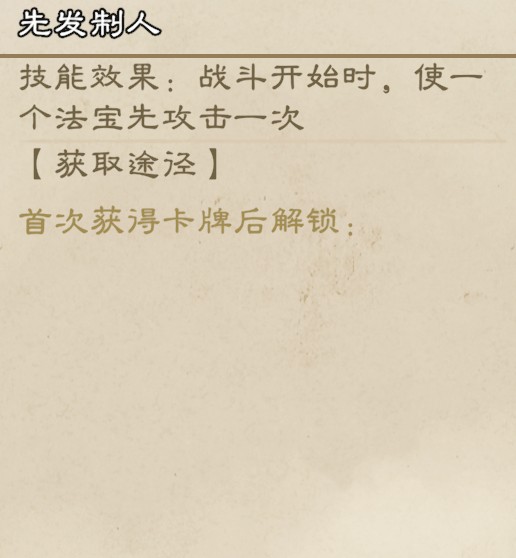 先发制人
技能效果：战斗开始时，使一
个法宝先攻击一次
【获取途径】
首次获得卡牌后解锁：